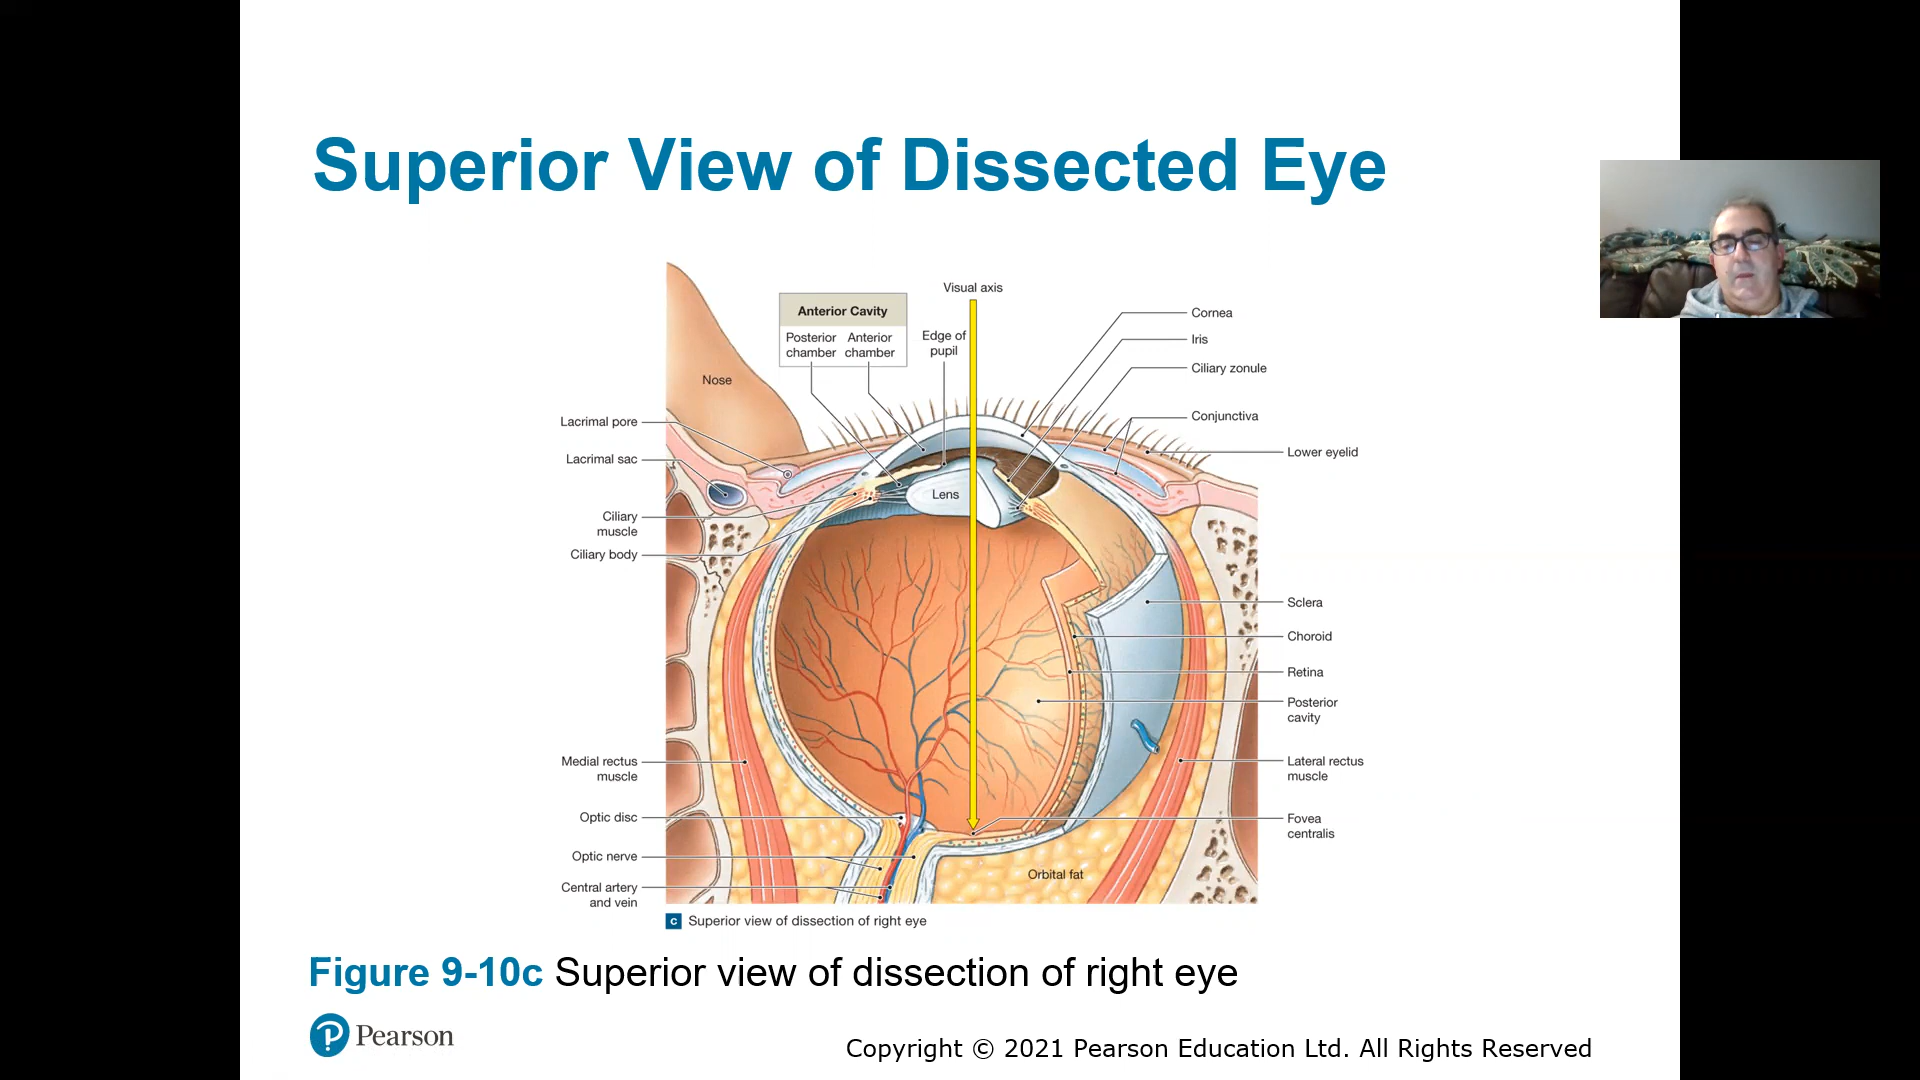 Superior View of Dissected Eye
Visual axis
Anterior Cavity
Posterior
chamber
Anterior
chamber
Edge of
pupil
Nose
Cornea
Iris
Ciliary zonule
Conjunctiva
Lower eyelid
Lacrimal pore
Lacrimal sac
Lens
Ciliary
muscle
Ciliary body
Sclera
Choroid
Retina
Posterior
cavity
Medial rectus
muscle
Lateral rectus
muscle
Optic disc
Fovea
centralis
Optic nerve
Central artery
and vein
Orbital fat
c Superior view of dissection of right eye
Figure 9-10c Superior view of dissection of right eye
P Pearson
Copyright © 2021 Pearson Education Ltd. All Rights Reserved